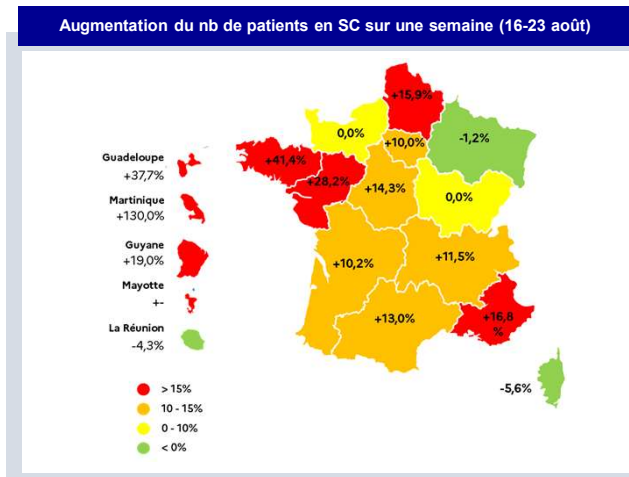 Augmentation du nb de patients en SC sur une semaine (16-23 août)
+15,9%
0,0%
+10,0%
-1,2%
+41,4%
+28,2%
+14,3%
0,0%
+10,2%
+11,5%
+13,0%
+16,8
%
-5,6%
Guadeloupe
+37,7%
Martinique
+130,0%
Guyane
+19,0%
Mayotte
+-
La Réunion
-4,3%
> 15%
10 - 15%
0 - 10%
< 0%